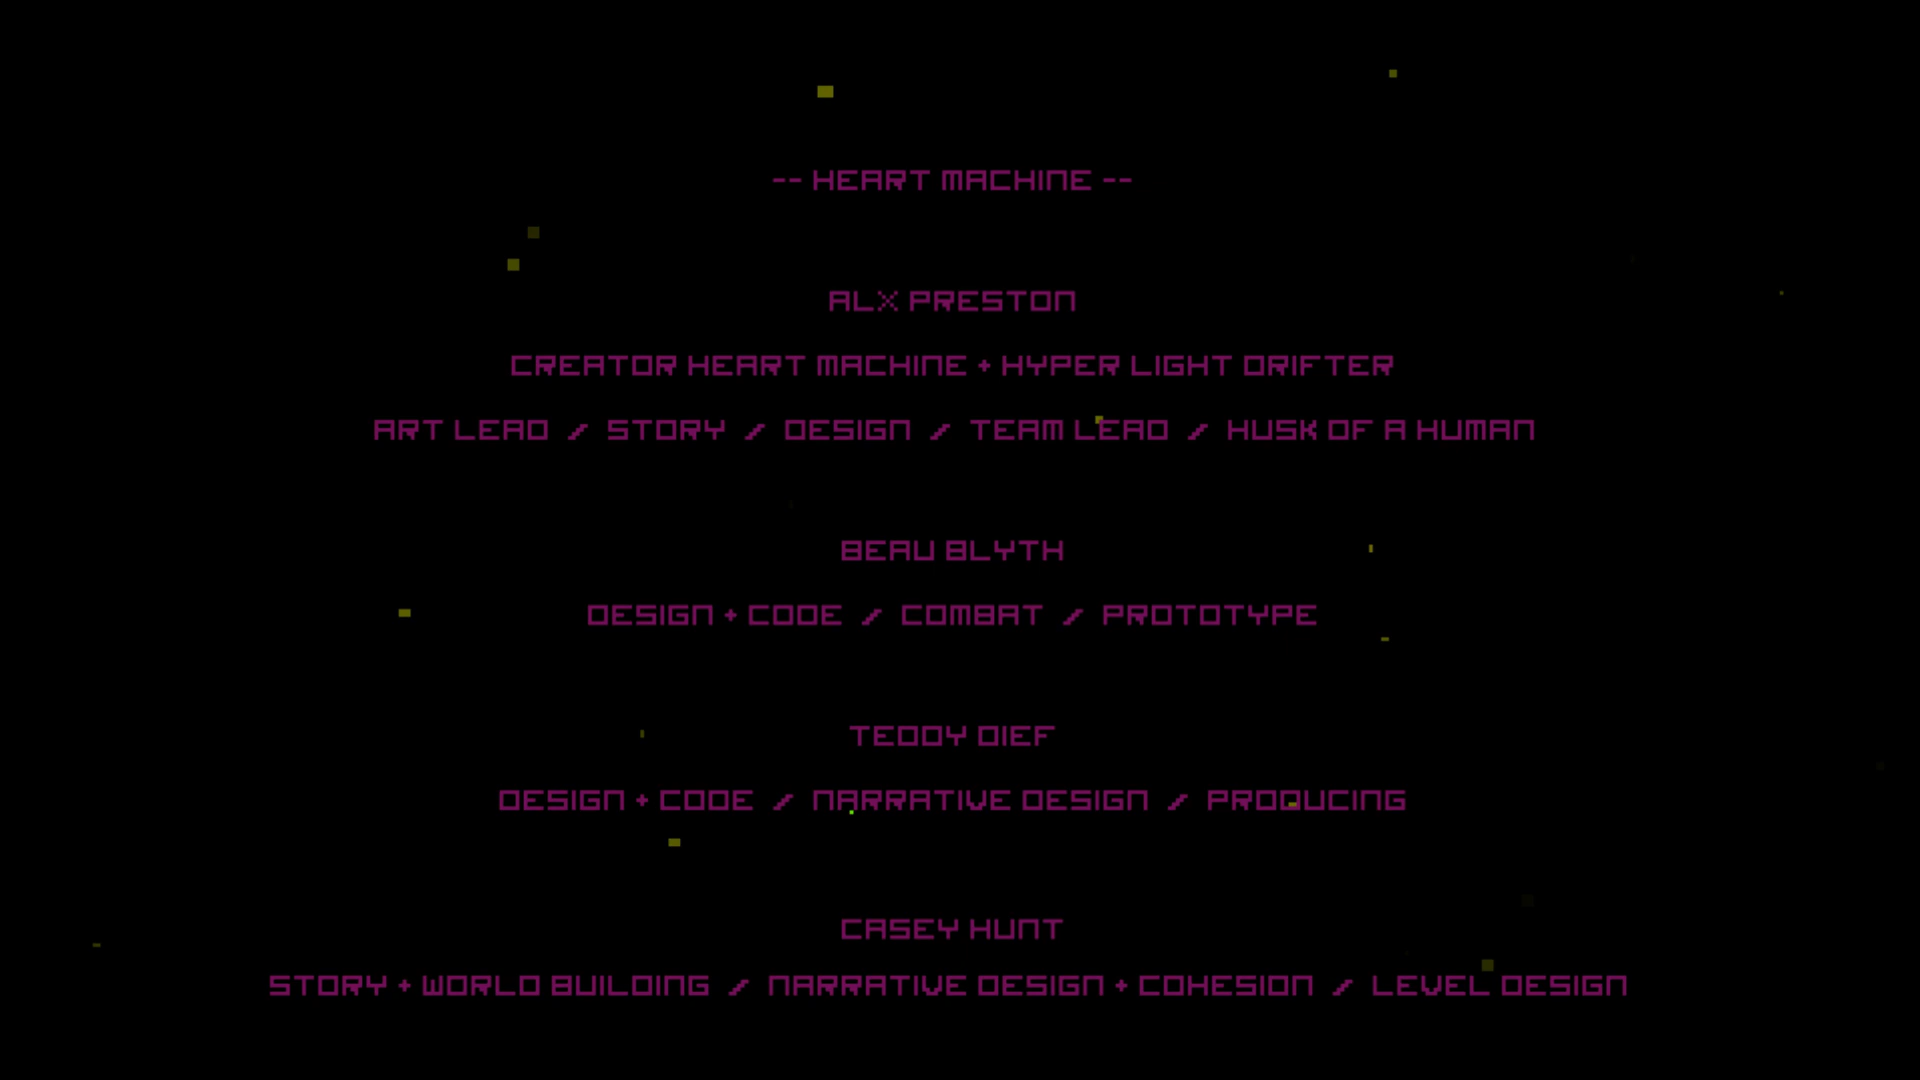 -- HEART MACHINE --
ALX PRESTON
CREATOR HEART MACHINE + HYPER LIGHT DRIFTER
ART LEAD / STORY / DESIGN / TEAM LEAD / HUSK OF A HUMAN
BEAU BLYTH
DESIGN + CODE / COMBAT / PROTOTYPE
TEDDY DIEF
DESIGN + CODE / NARRATIVE DESIGN / PRODUCING
CASEY HUNT
STORY + WORLD BUILDING / NARRATIVE DESIGN + COHESION / LEVEL DESIGN